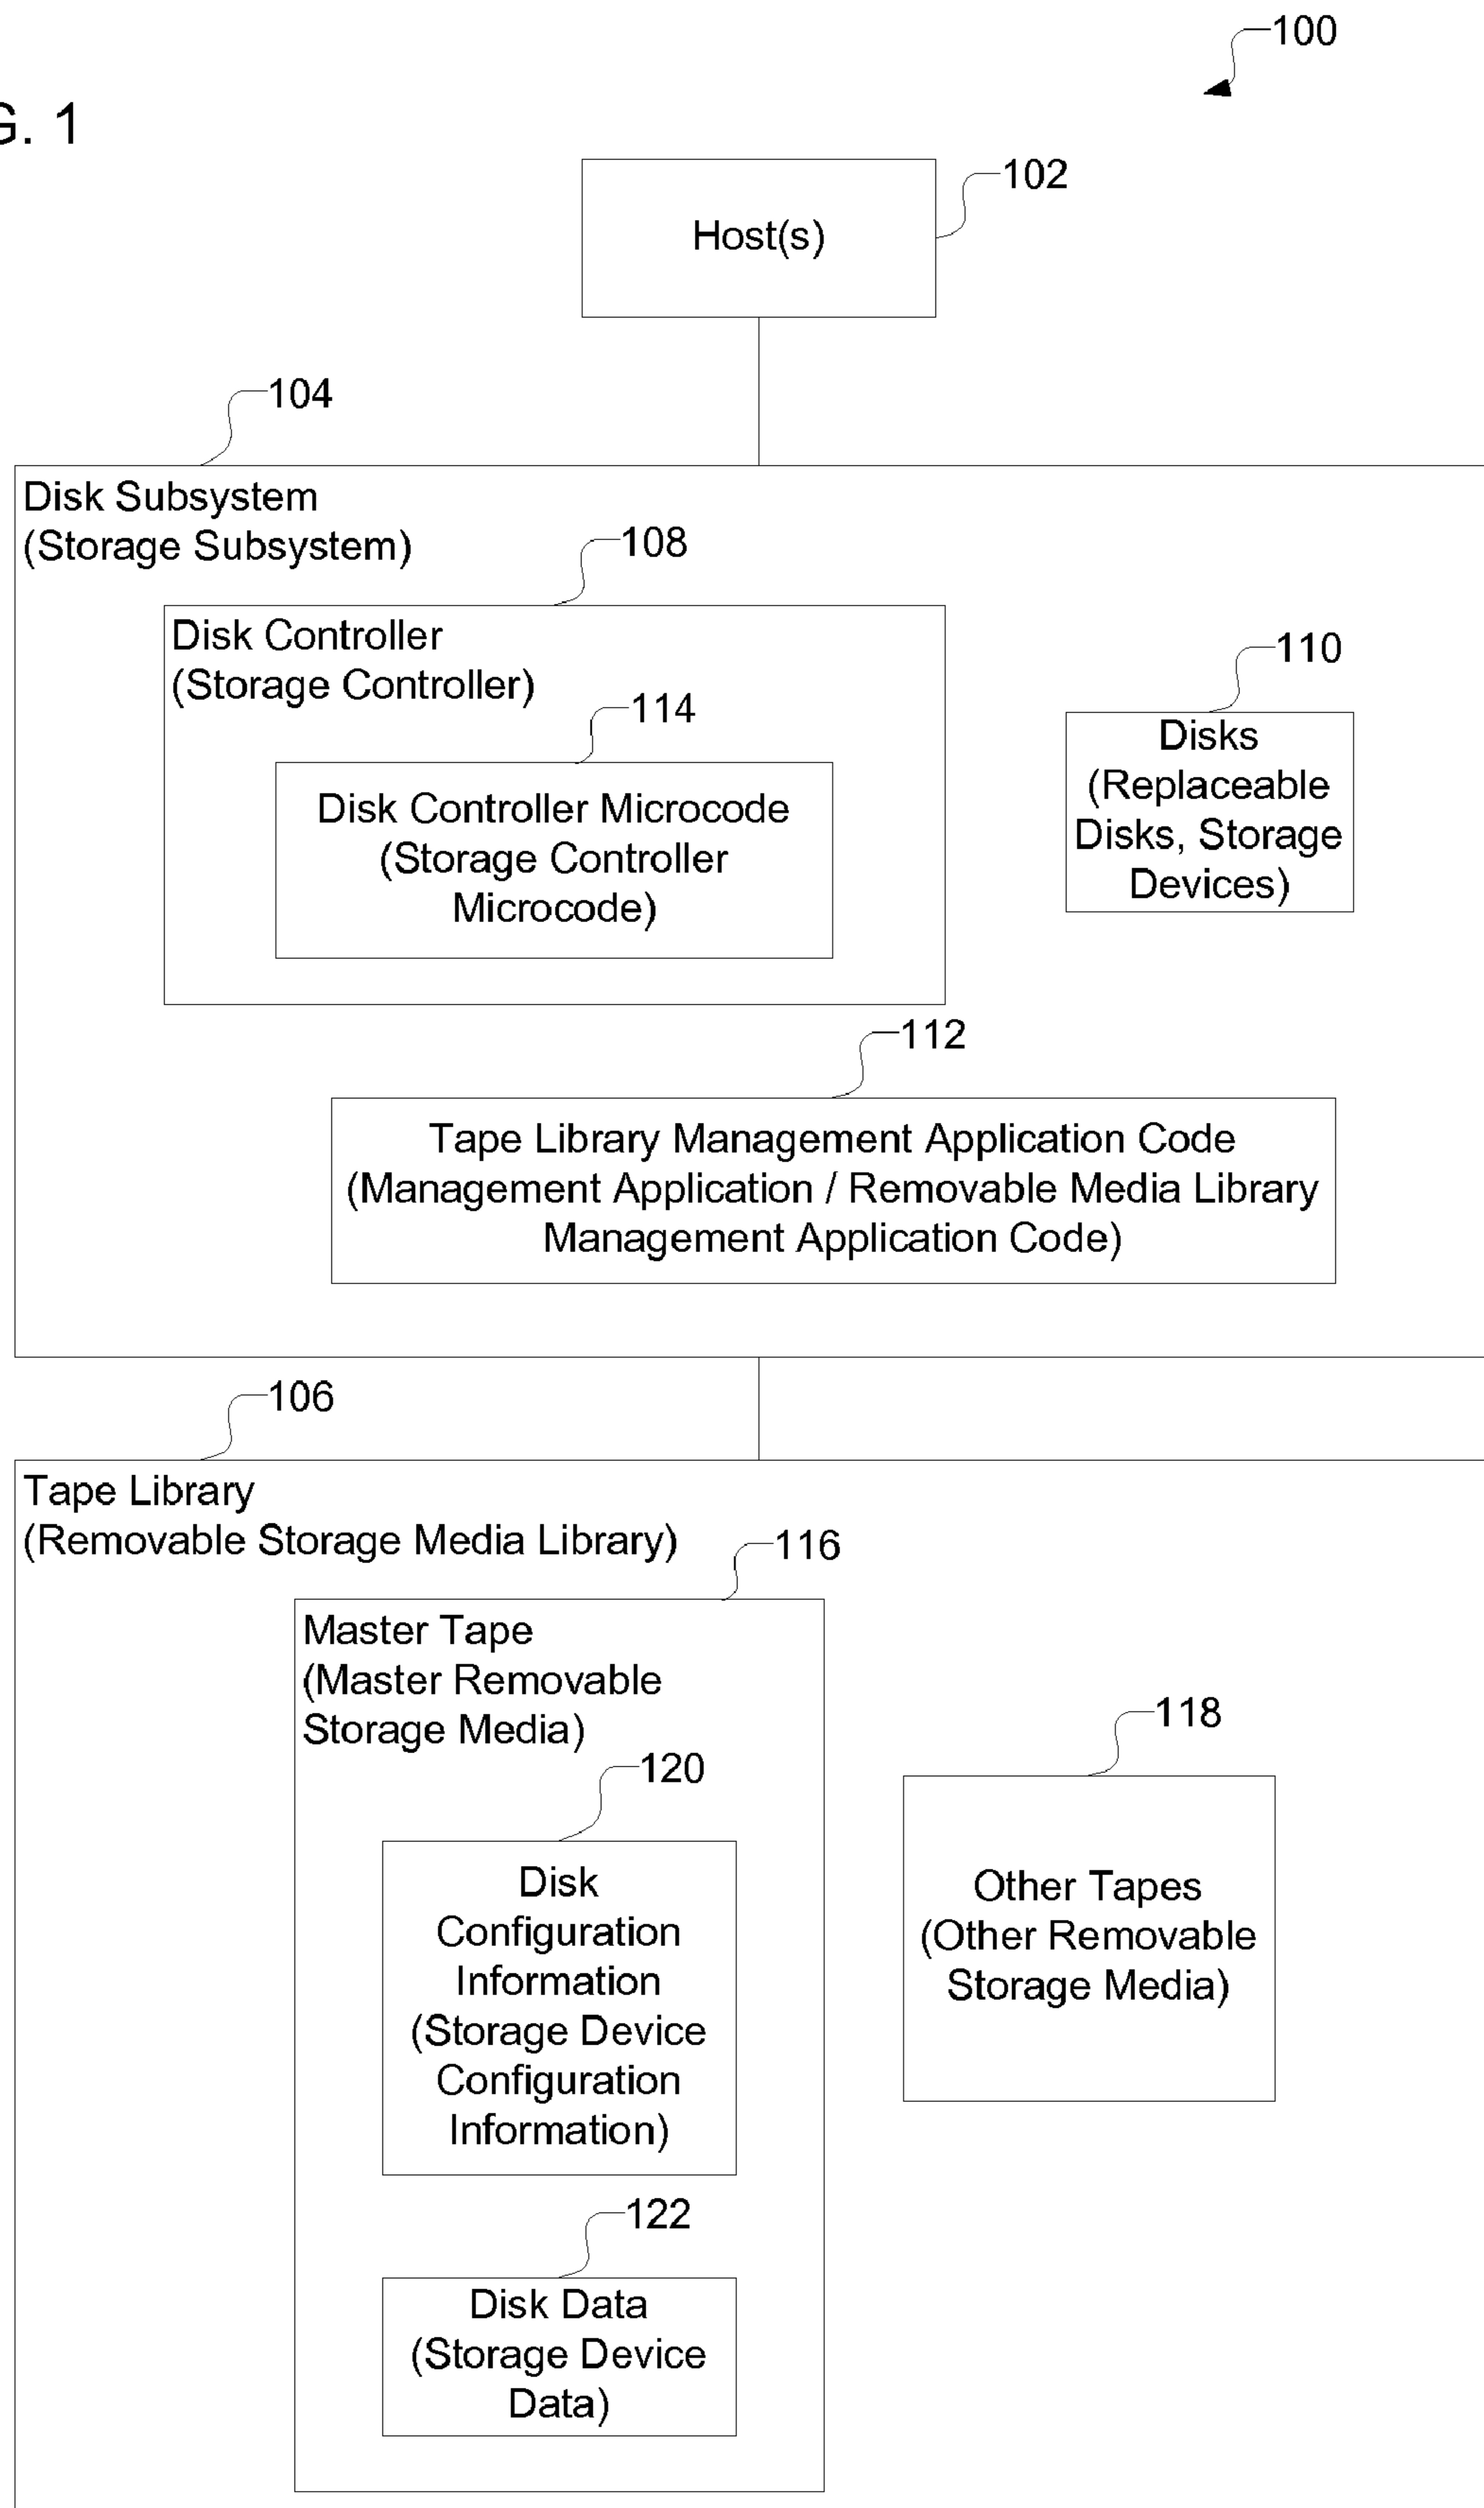 100
G. 1
102
Host(s)
104
Disk Subsystem
(Storage Subsystem)
108
Disk Controller
(Storage Controller)
110
114
Disks
(Replaceable
Disks, Storage
Devices)
Disk Controller Microcode
(Storage Controller
Microcode)
112
Tape Library Management Application Code
(Management Application / Removable Media Library
Management Application Code)
106
Tape Library
(Removable Storage Media Library)
116
Master Tape
(Master Removable
Storage Media)
118
120
Disk
Configuration
Information
(Storage Device
Configuration
Information)
Other Tapes
(Other Removable
Storage Media)
122
Disk Data
(Storage Device
Data)